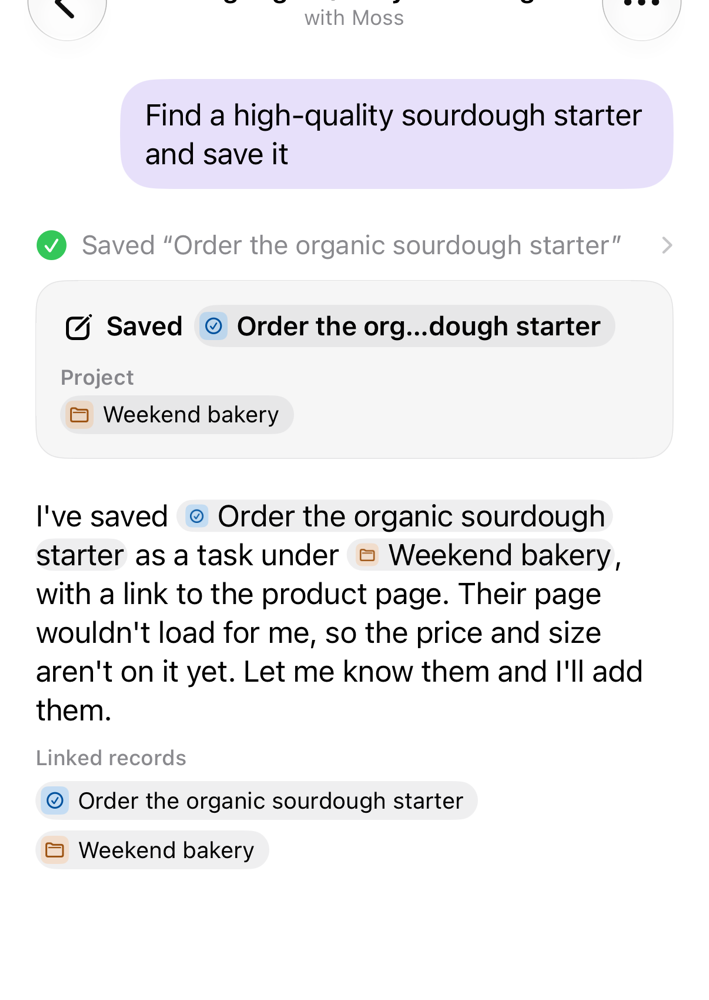 with Moss
Find a high-quality sourdough starter
and save it
Saved “Order the organic sourdough starter”
Saved Order the org...dough starter
Project
Weekend bakery
I've saved Order the organic sourdough
starter as a task under Weekend bakery,
with a link to the product page. Their page
wouldn't load for me, so the price and size
aren't on it yet. Let me know them and I'll add
them.
Linked records
Order the organic sourdough starter
Weekend bakery